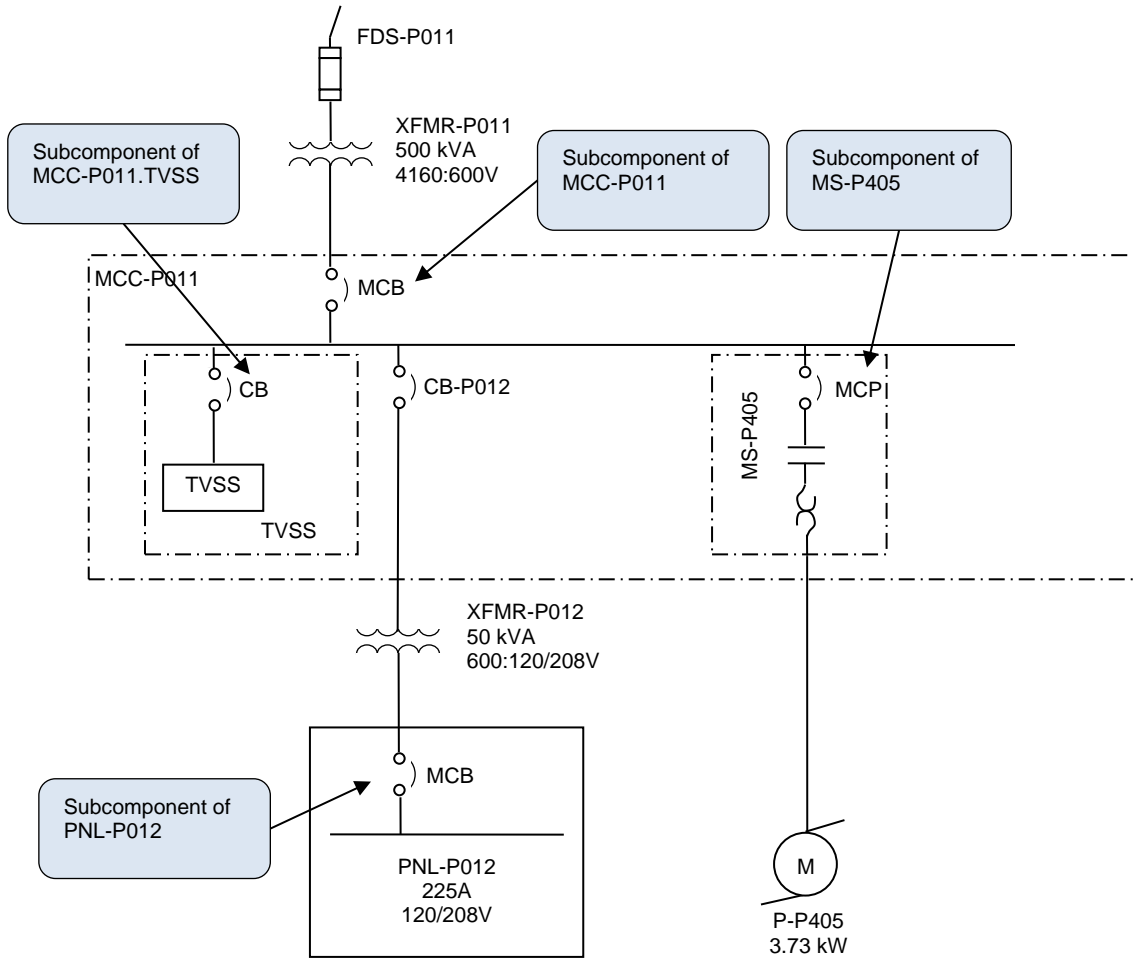 FDS-P011
XFMR-P011
500 kVA
4160:600V
Subcomponent of
MCC-P011.TVSS
Subcomponent of
MCC-P011
Subcomponent of
MS-P405
MCC-P011
MCB
CB
CB-P012
MCP
MS-P405
TVSS
TVSS
XFMR-P012
50 kVA
600:120/208V
MCB
Subcomponent of
PNL-P012
PNL-P012
225A
120/208V
M
P-P405
3.73 kW